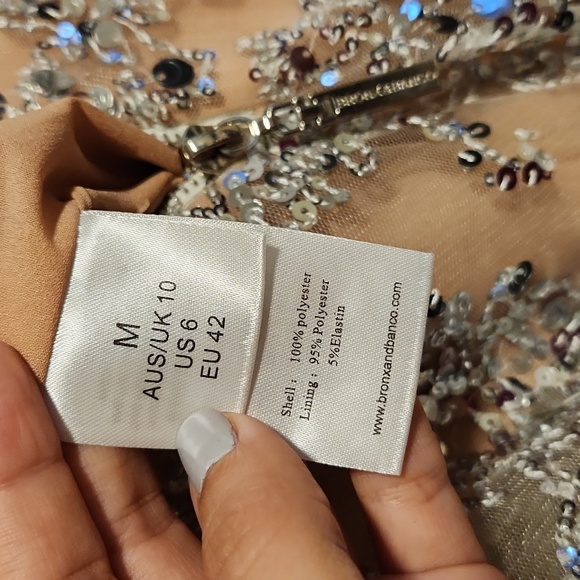 M
AUS/UK 10
US 6
EU 42
Shell: 100% polyester
Lining: 95% Polyester
5%Elastin
www.bronxandbanco.com